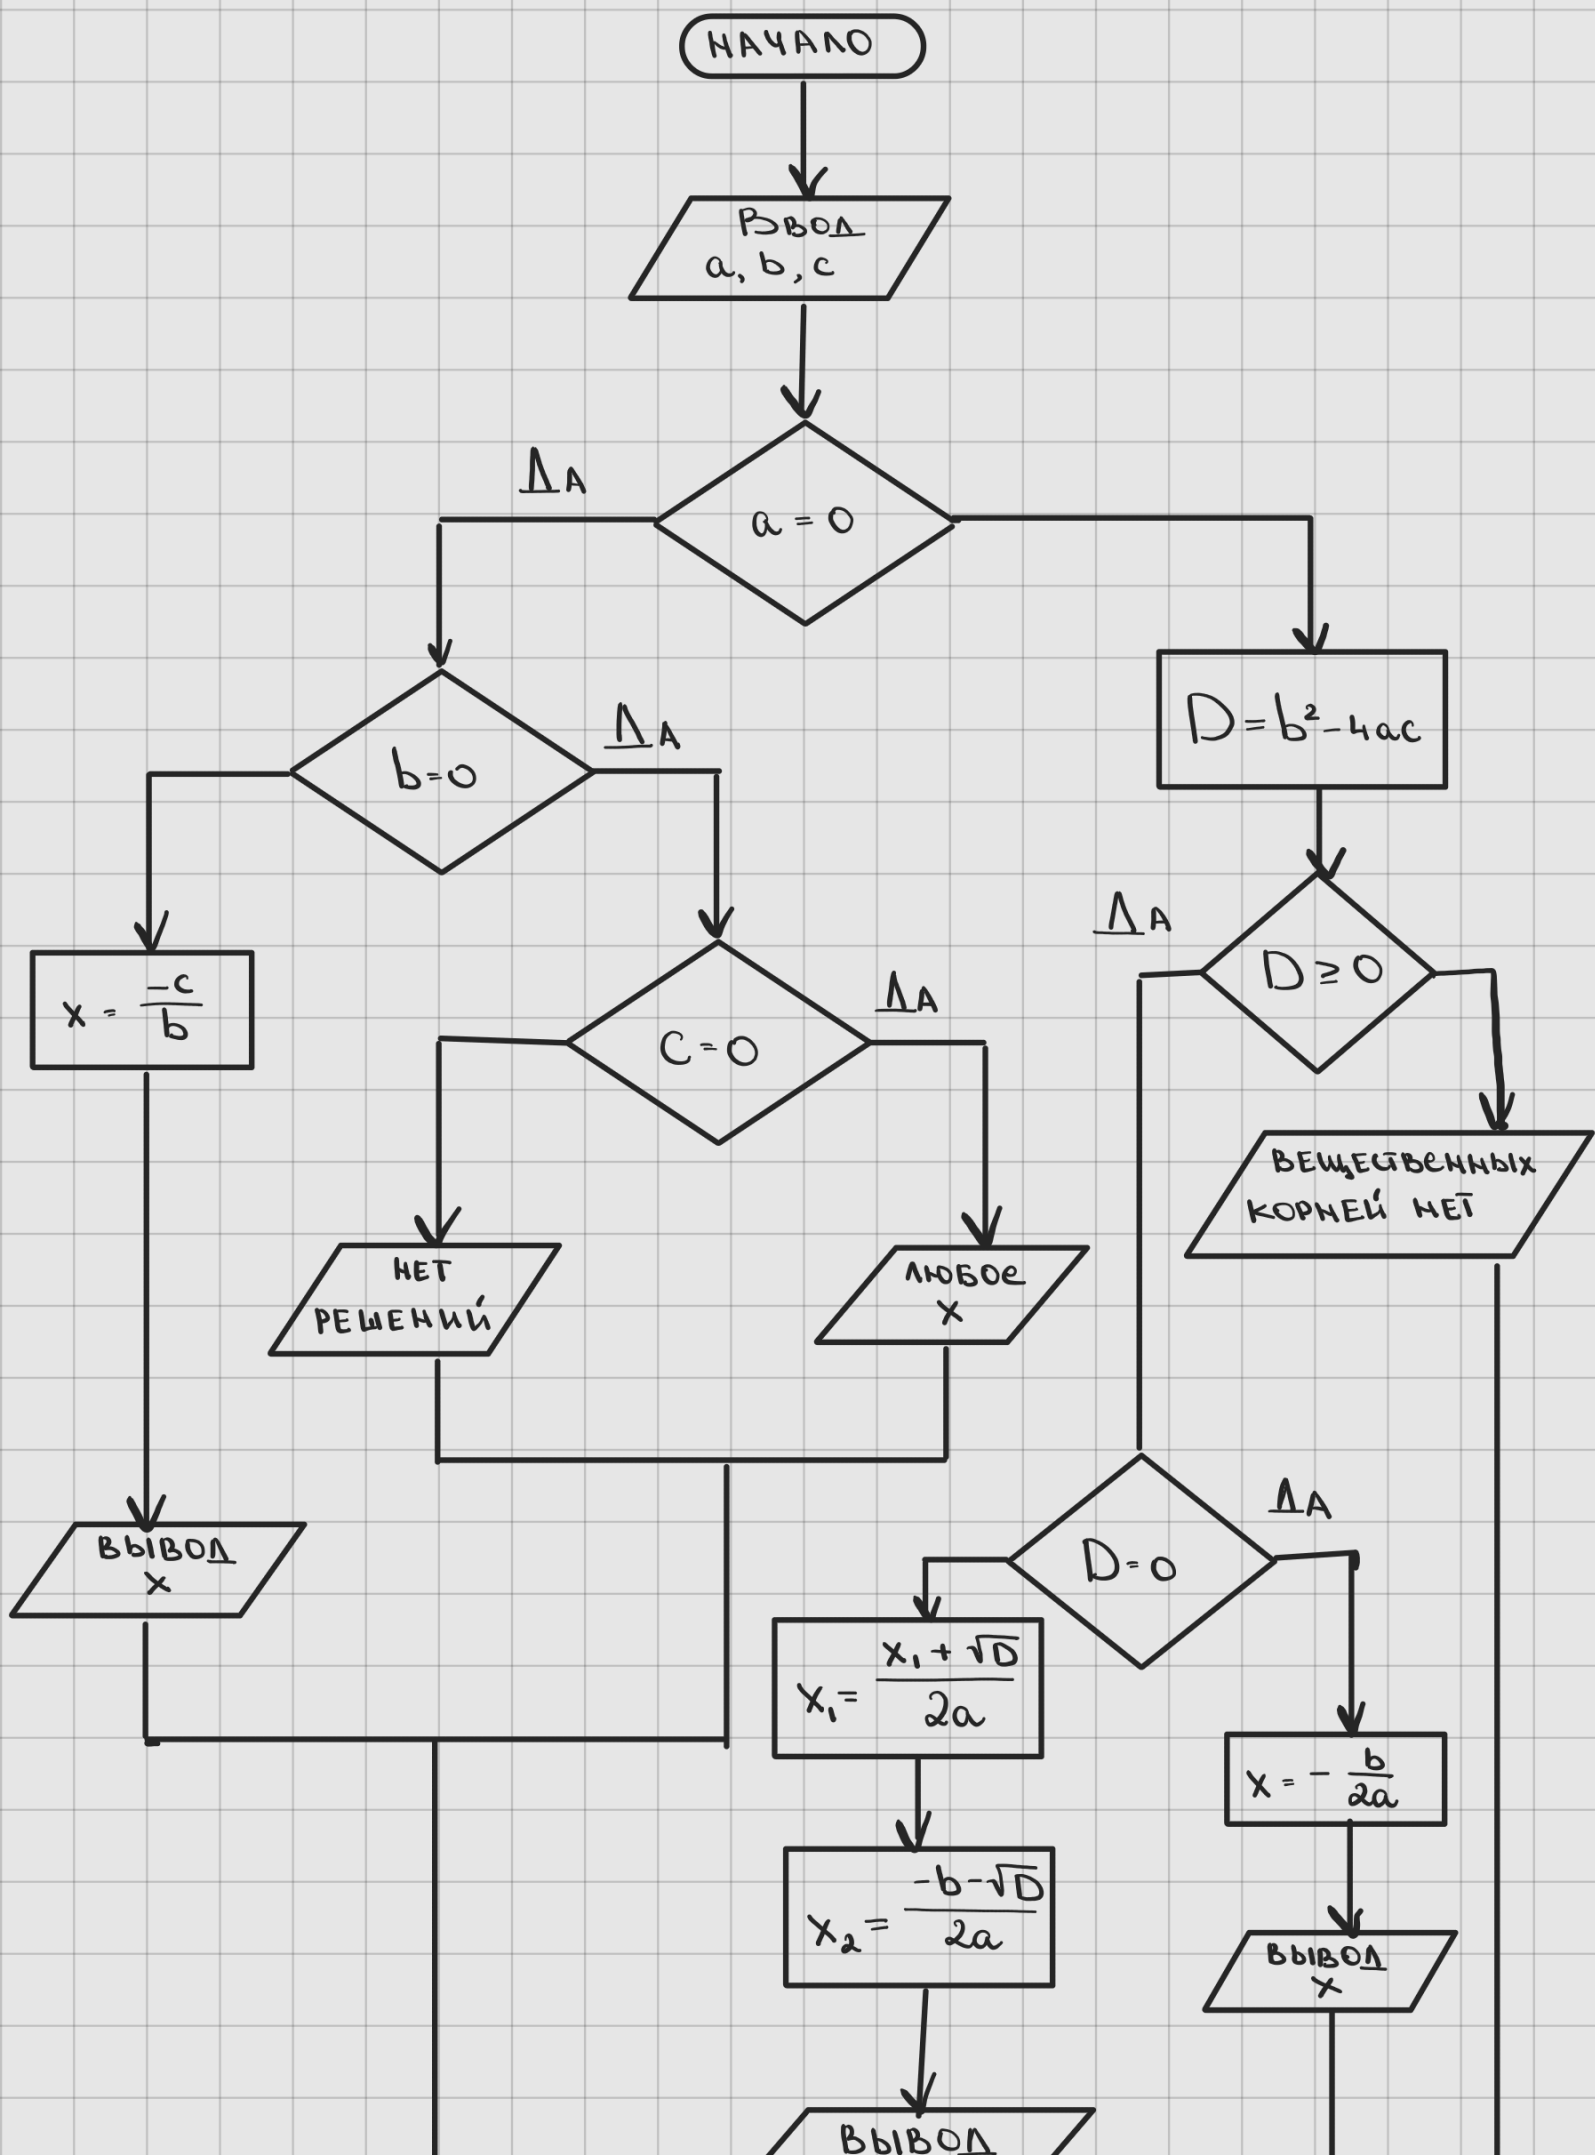 НАЧАЛО
Ввод
a, b, c
Да
a = 0
Да
b = 0
D = b² - 4ac
Да
D ≥ 0
x = -c/b
Да
C = 0
ВЕЩЕСТВЕННЫХ
КОРНЕЙ НЕТ
НЕТ
РЕШЕНИЙ
ЛЮБОЕ
x
Да
D = 0
ВЫВОД
x
x₁ = (x₁ + √D)/2a
x = - b/2a
x₂ = (-b - √D)/2a
ВЫВОД
x
ВЫВОД